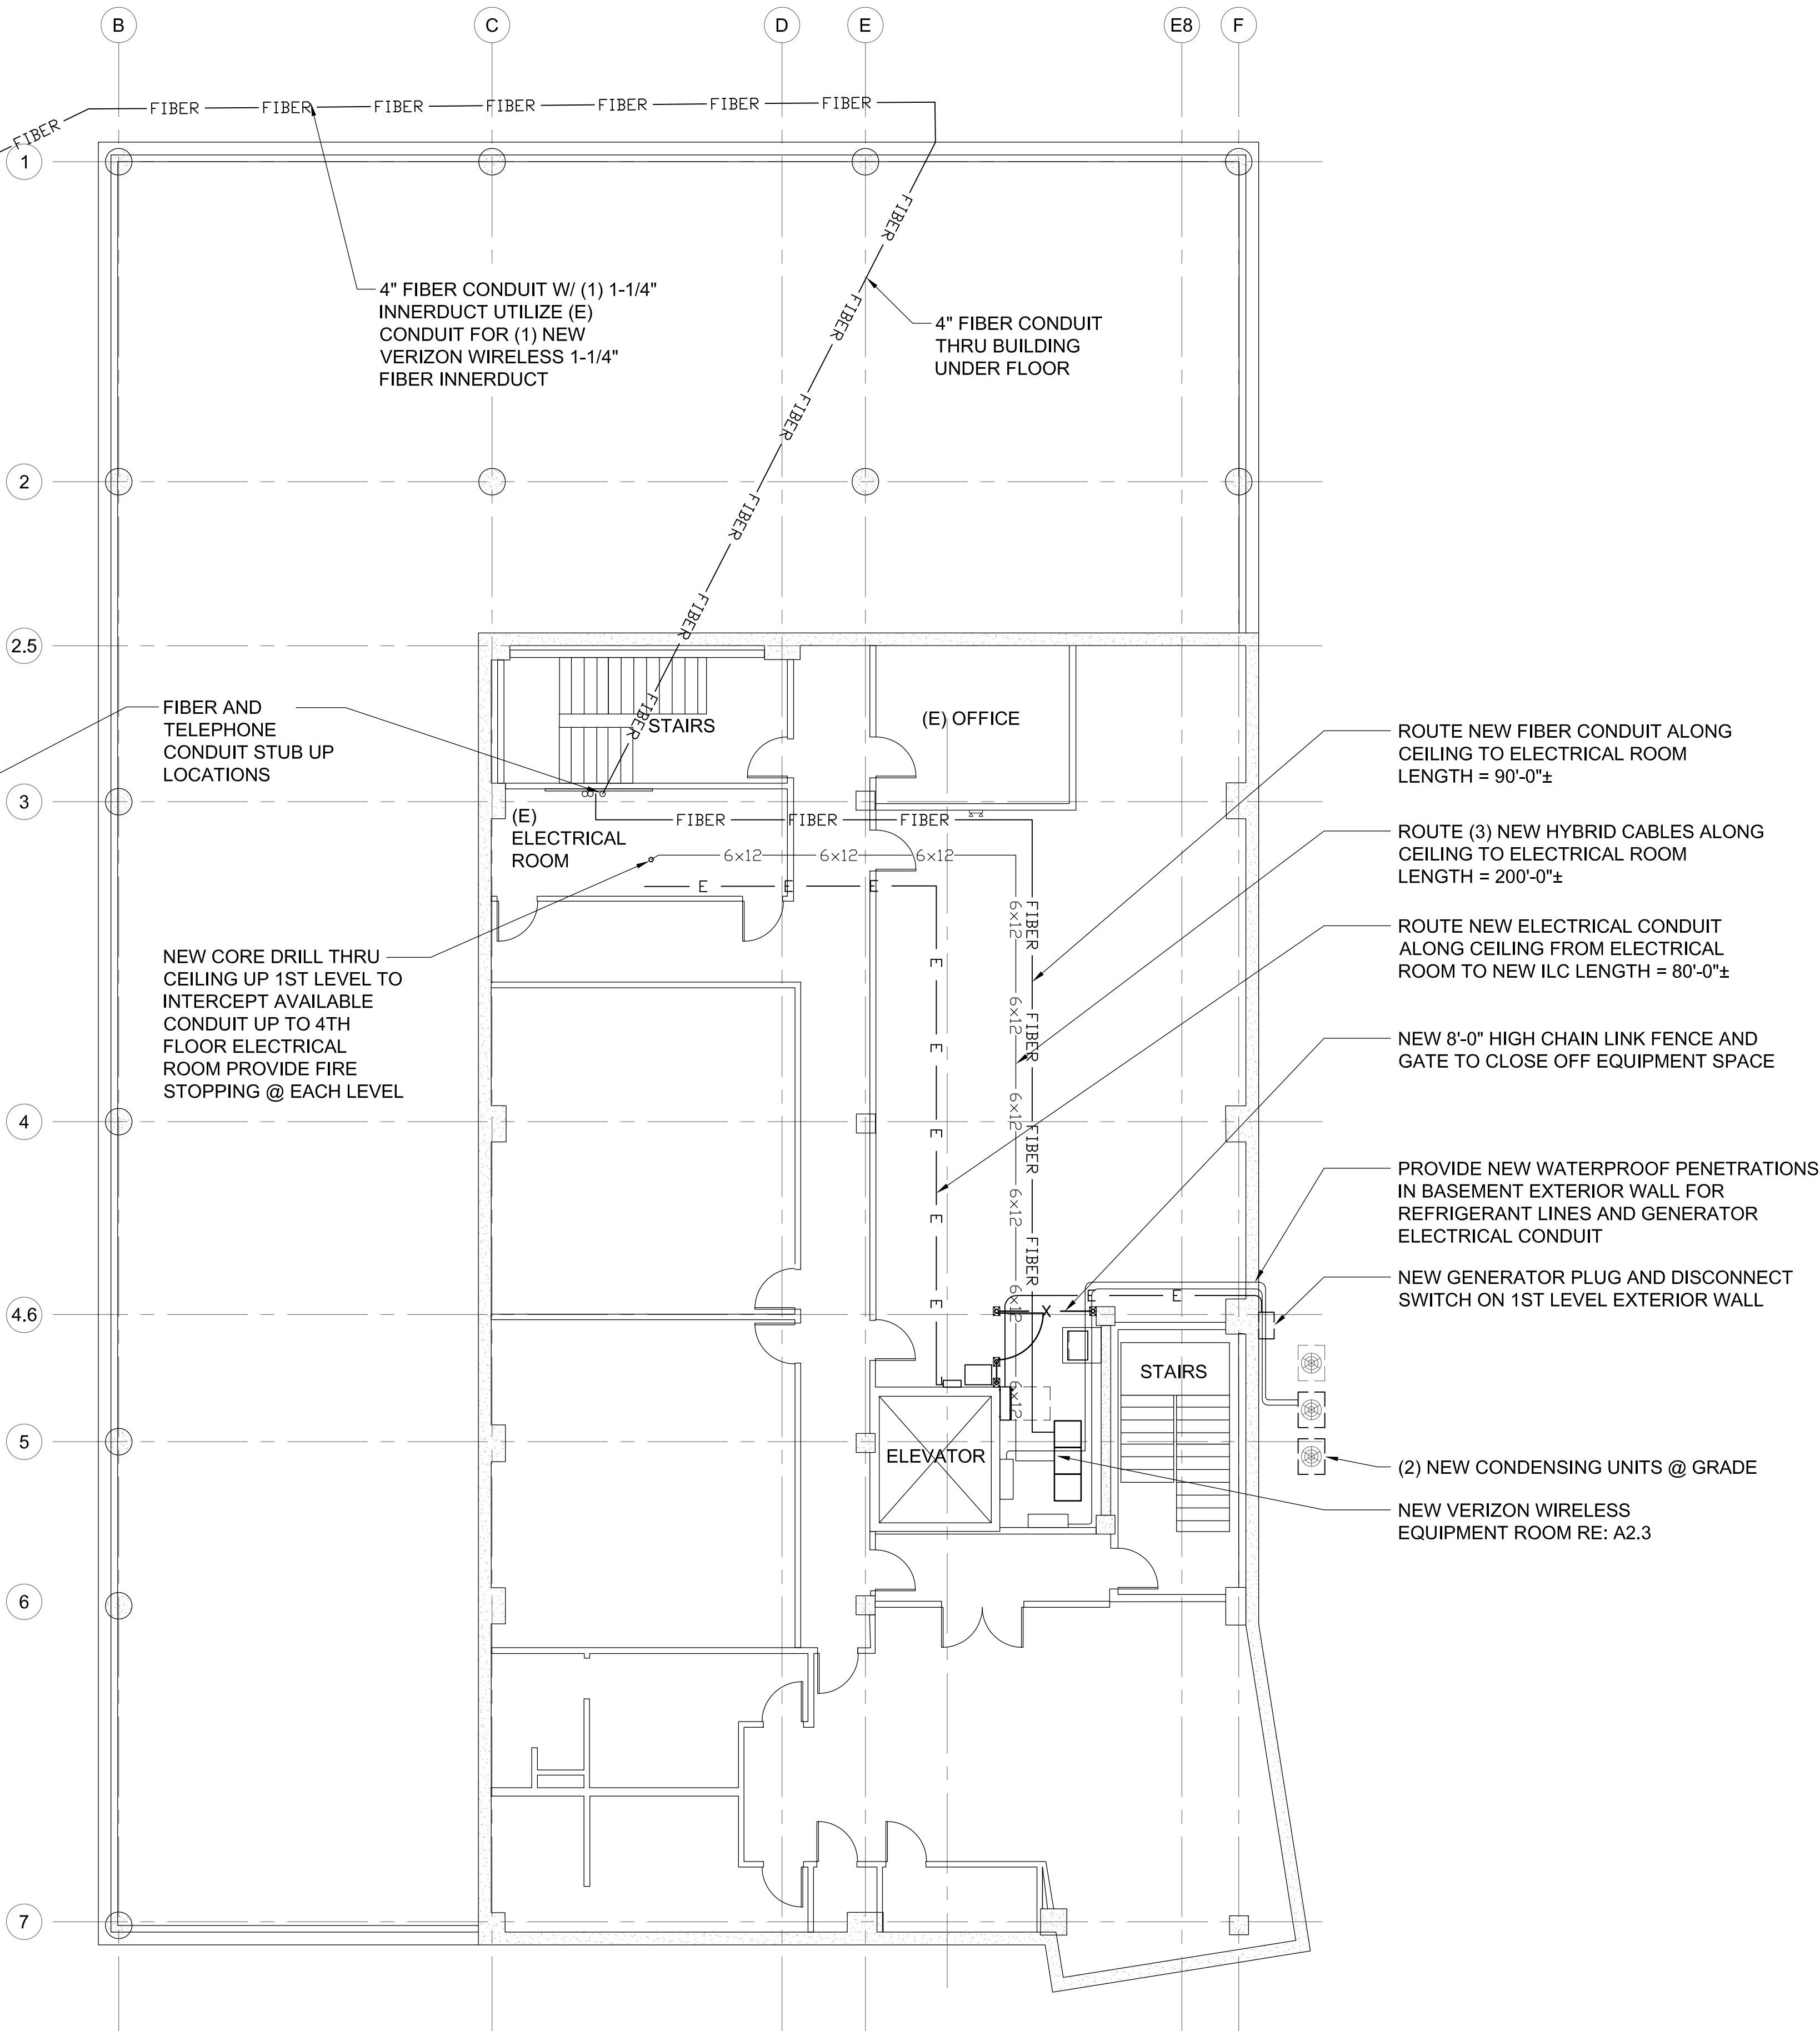 B
C
D
E
E8
F
FIBER FIBER FIBER FIBER FIBER FIBER FIBER FIBER
1
FIBER
FIBER
FIBER
FIBER
FIBER
FIBER
4" FIBER CONDUIT W/ (1) 1-1/4"
INNERDUCT UTILIZE (E)
CONDUIT FOR (1) NEW
VERIZON WIRELESS 1-1/4"
FIBER INNERDUCT
4" FIBER CONDUIT
THRU BUILDING
UNDER FLOOR
2
2.5
FIBER AND
TELEPHONE
CONDUIT STUB UP
LOCATIONS
STAIRS
(E) OFFICE
3
(E)
ELECTRICAL
ROOM
FIBER FIBER FIBER
6x12 6x12 6x12
E E E
ROUTE NEW FIBER CONDUIT ALONG
CEILING TO ELECTRICAL ROOM
LENGTH = 90'-0"±
ROUTE (3) NEW HYBRID CABLES ALONG
CEILING TO ELECTRICAL ROOM
LENGTH = 200'-0"±
ROUTE NEW ELECTRICAL CONDUIT
ALONG CEILING FROM ELECTRICAL
ROOM TO NEW ILC LENGTH = 80'-0"±
NEW CORE DRILL THRU
CEILING UP 1ST LEVEL TO
INTERCEPT AVAILABLE
CONDUIT UP TO 4TH
FLOOR ELECTRICAL
ROOM PROVIDE FIRE
STOPPING @ EACH LEVEL
E
E
E
E
E
6x12
6x12
6x12
6x12
6x12
6x12
FIBER
FIBER
FIBER
FIBER
NEW 8'-0" HIGH CHAIN LINK FENCE AND
GATE TO CLOSE OFF EQUIPMENT SPACE
4
PROVIDE NEW WATERPROOF PENETRATIONS
IN BASEMENT EXTERIOR WALL FOR
REFRIGERANT LINES AND GENERATOR
ELECTRICAL CONDUIT
NEW GENERATOR PLUG AND DISCONNECT
SWITCH ON 1ST LEVEL EXTERIOR WALL
4.6
X
E E
STAIRS
5
ELEVATOR
(2) NEW CONDENSING UNITS @ GRADE
NEW VERIZON WIRELESS
EQUIPMENT ROOM RE: A2.3
6
7